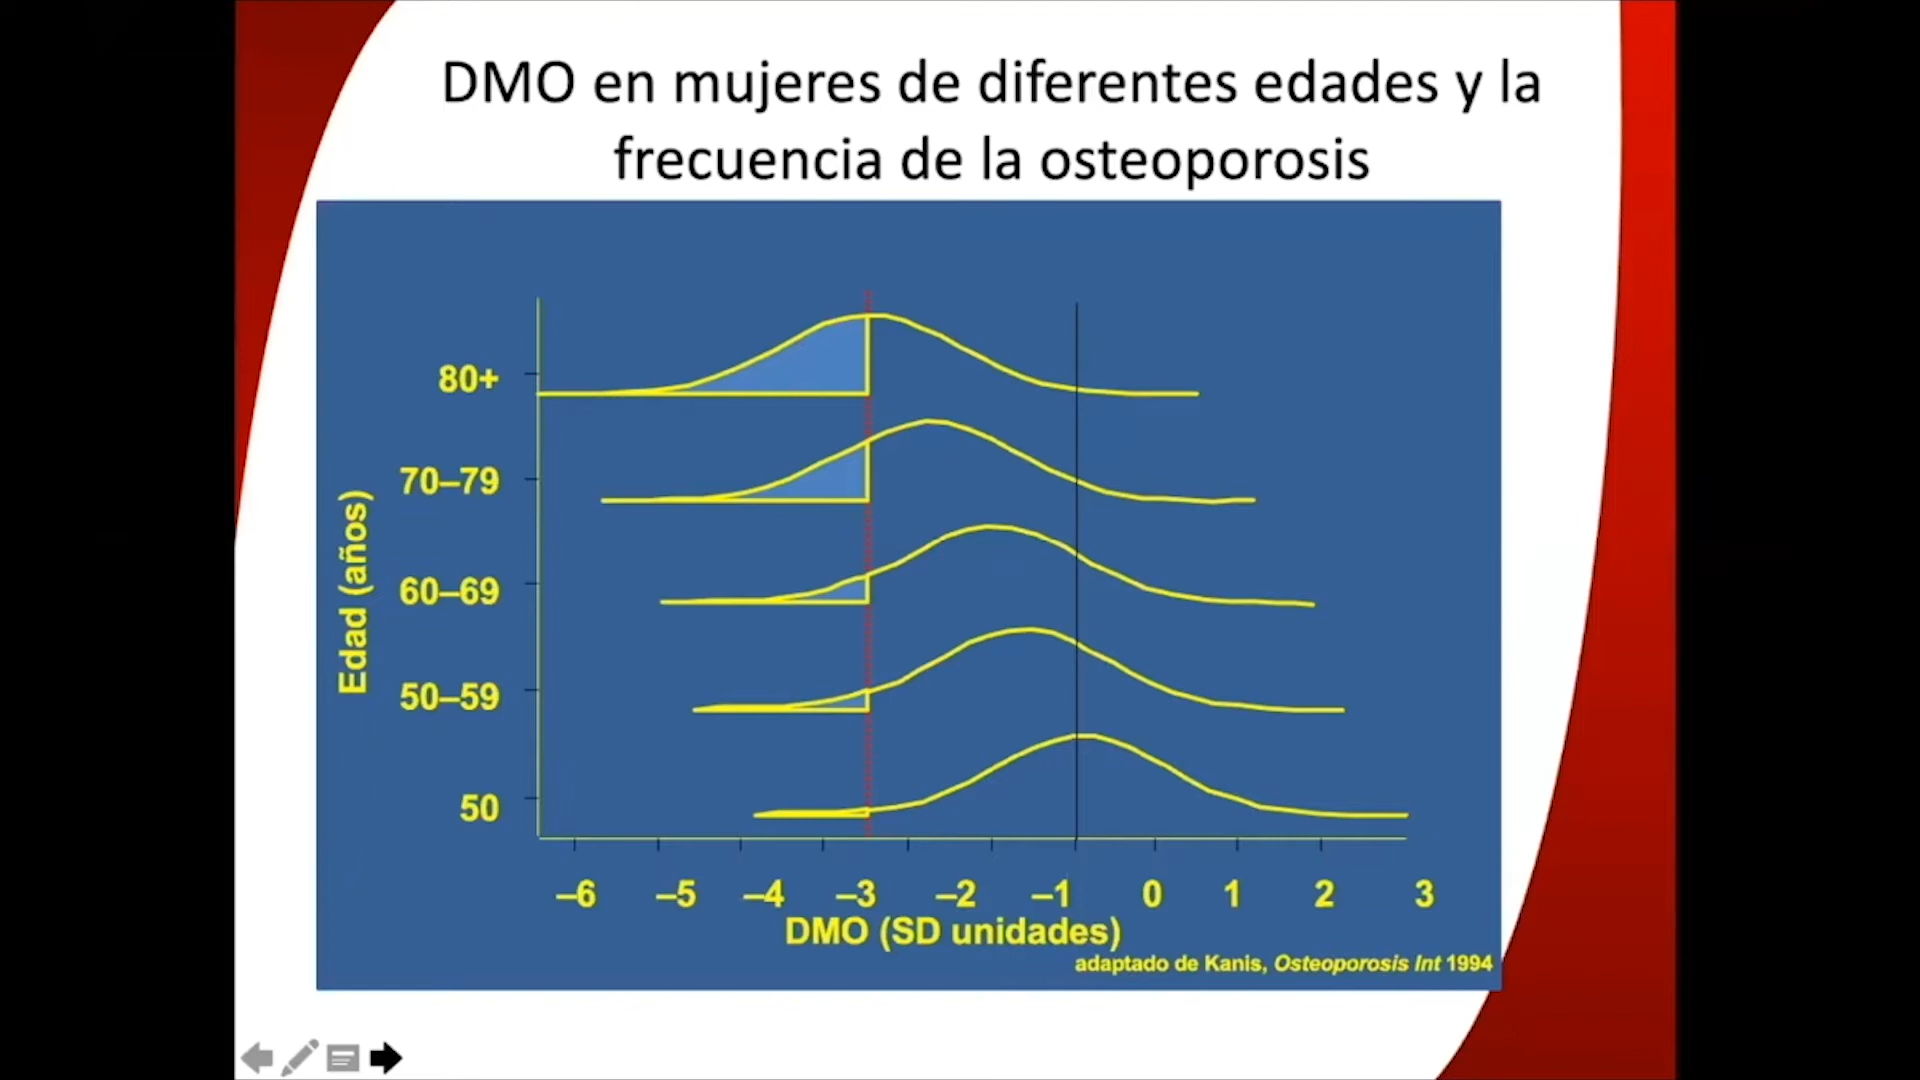 DMO en mujeres de diferentes edades y la
frecuencia de la osteoporosis
Edad (años)
80+
70–79
60–69
50–59
50
–6 –5 –4 –3 –2 –1 0 1 2 3
DMO (SD unidades)
adaptado de Kanis, Osteoporosis Int 1994